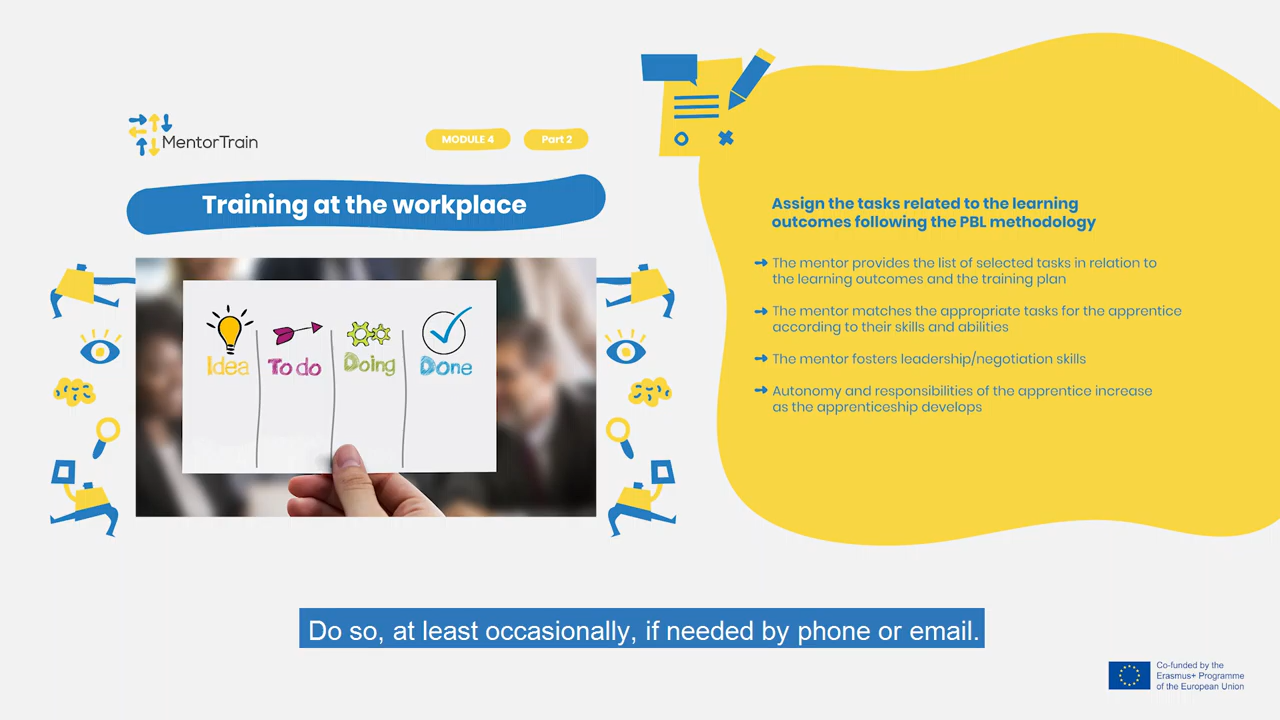 MentorTrain
MODULE 4
Part 2
Training at the workplace
Idea
To do
Doing
Done
Assign the tasks related to the learning
outcomes following the PBL methodology
The mentor provides the list of selected tasks in relation to
the learning outcomes and the training plan
The mentor matches the appropriate tasks for the apprentice
according to their skills and abilities
The mentor fosters leadership/negotiation skills
Autonomy and responsibilities of the apprentice increase
as the apprenticeship develops
Do so, at least occasionally, if needed by phone or email.
Co-funded by the
Erasmus+ Programme
of the European Union